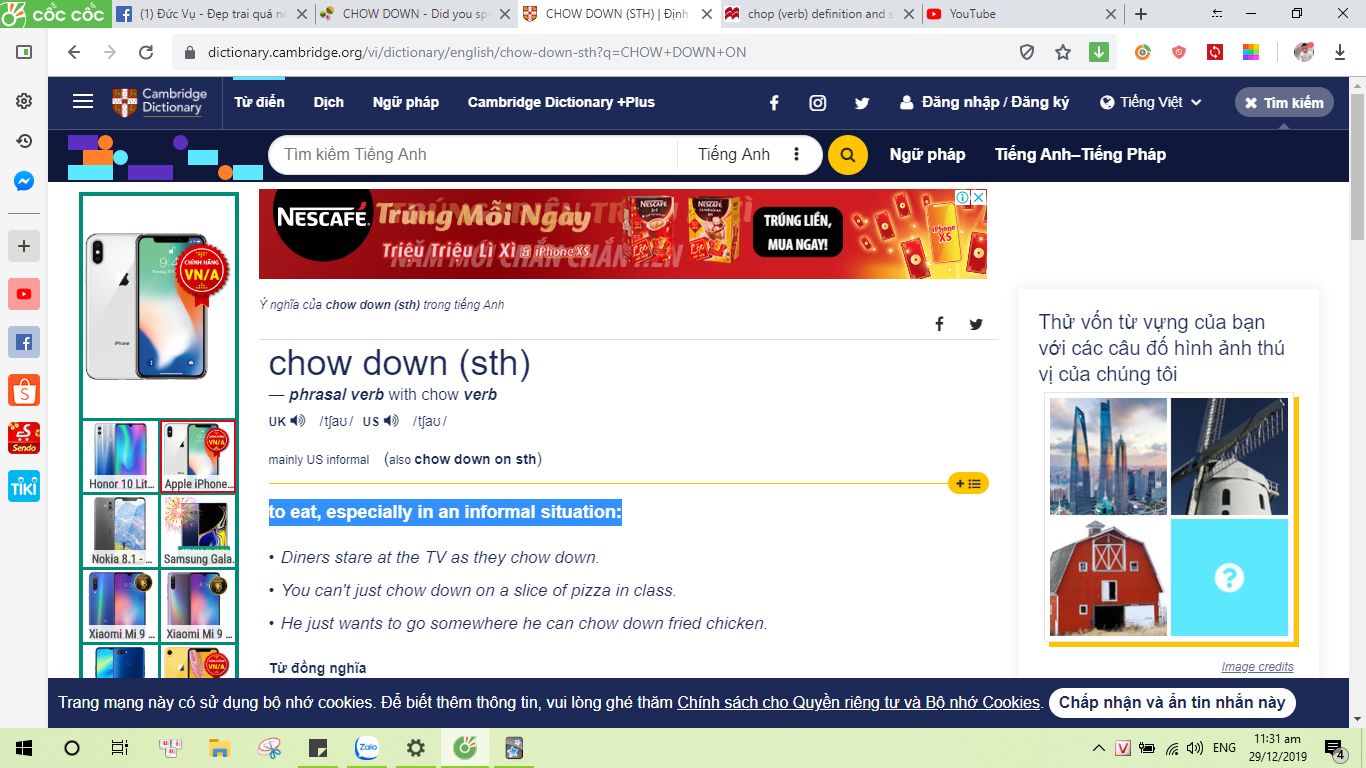 cốc cốc
(1) Đức Vụ - Đẹp trai quá nê
CHOW DOWN - Did you spe
CHOW DOWN (STH) | Định
chop (verb) definition and s
YouTube
dictionary.cambridge.org/vi/dictionary/english/chow-down-sth?q=CHOW+DOWN+ON
Cambridge
Dictionary
Từ điển
Dịch
Ngữ pháp
Cambridge Dictionary +Plus
Đăng nhập / Đăng ký
Tiếng Việt
Tìm kiếm
Tìm kiếm Tiếng Anh
Tiếng Anh
Ngữ pháp
Tiếng Anh–Tiếng Pháp
NESCAFÉ.
Trúng Mỗi Ngày
Triệu Triệu Lì Xì & iPhone XS
TRÚNG LIỀN,
MUA NGAY!
iPhone
XS
CHÍNH HÃNG
VN/A
iPhone
Honor 10 Lit...
Apple iPhone...
Nokia 8.1 - ...
Samsung Gala...
Xiaomi Mi 9 ...
Xiaomi Mi 9 ...
Ý nghĩa của chow down (sth) trong tiếng Anh
chow down (sth)
— phrasal verb with chow verb
UK /tʃaʊ/ US /tʃaʊ/
mainly US informal (also chow down on sth)
to eat, especially in an informal situation:
• Diners stare at the TV as they chow down.
• You can't just chow down on a slice of pizza in class.
• He just wants to go somewhere he can chow down fried chicken.
Từ đồng nghĩa
Thử vốn từ vựng của bạn
với các câu đố hình ảnh thú
vị của chúng tôi
?
Image credits
Sendo
TIKI
Trang mạng này có sử dụng bộ nhớ cookies. Để biết thêm thông tin, vui lòng ghé thăm Chính sách cho Quyền riêng tư và Bộ nhớ Cookies.
Chấp nhận và ẩn tin nhắn này
Zalo
V
ENG
11:31 am
29/12/2019
4